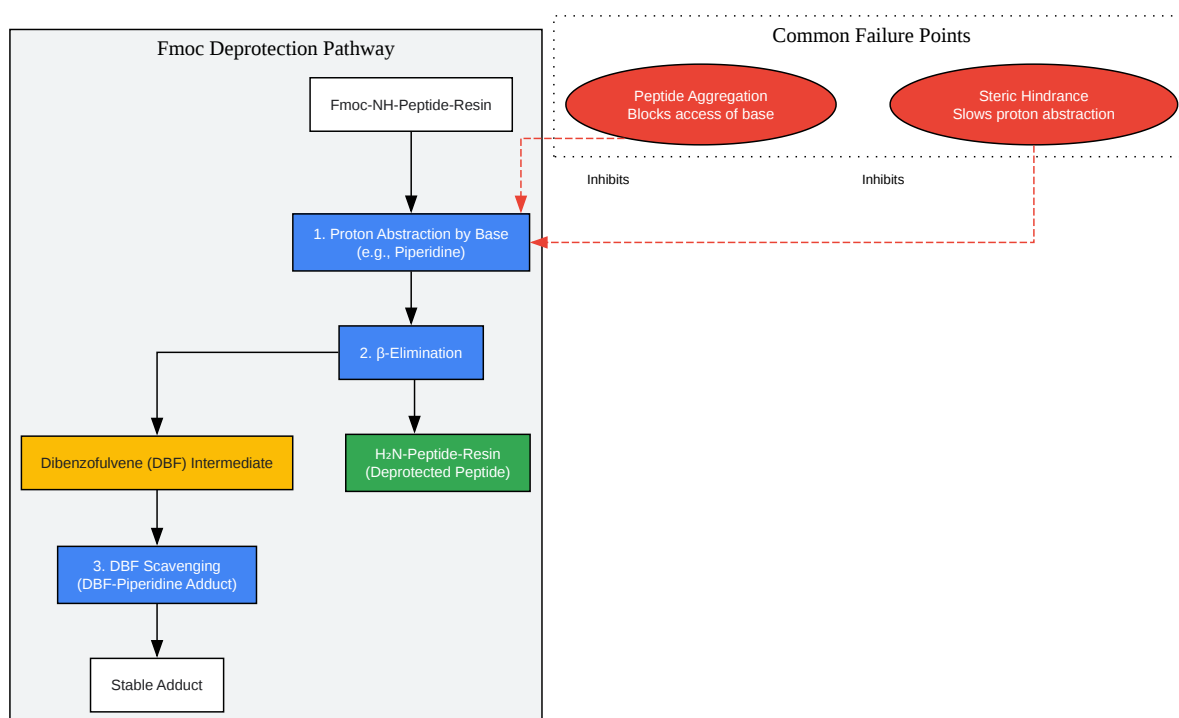 Fmoc Deprotection Pathway
Common Failure Points
Fmoc-NH-Peptide-Resin
Peptide Aggregation
Blocks access of base
Steric Hindrance
Slows proton abstraction
Inhibits
Inhibits
1. Proton Abstraction by Base
(e.g., Piperidine)
2. β-Elimination
Dibenzofulvene (DBF) Intermediate
H₂N-Peptide-Resin
(Deprotected Peptide)
3. DBF Scavenging
(DBF-Piperidine Adduct)
Stable Adduct